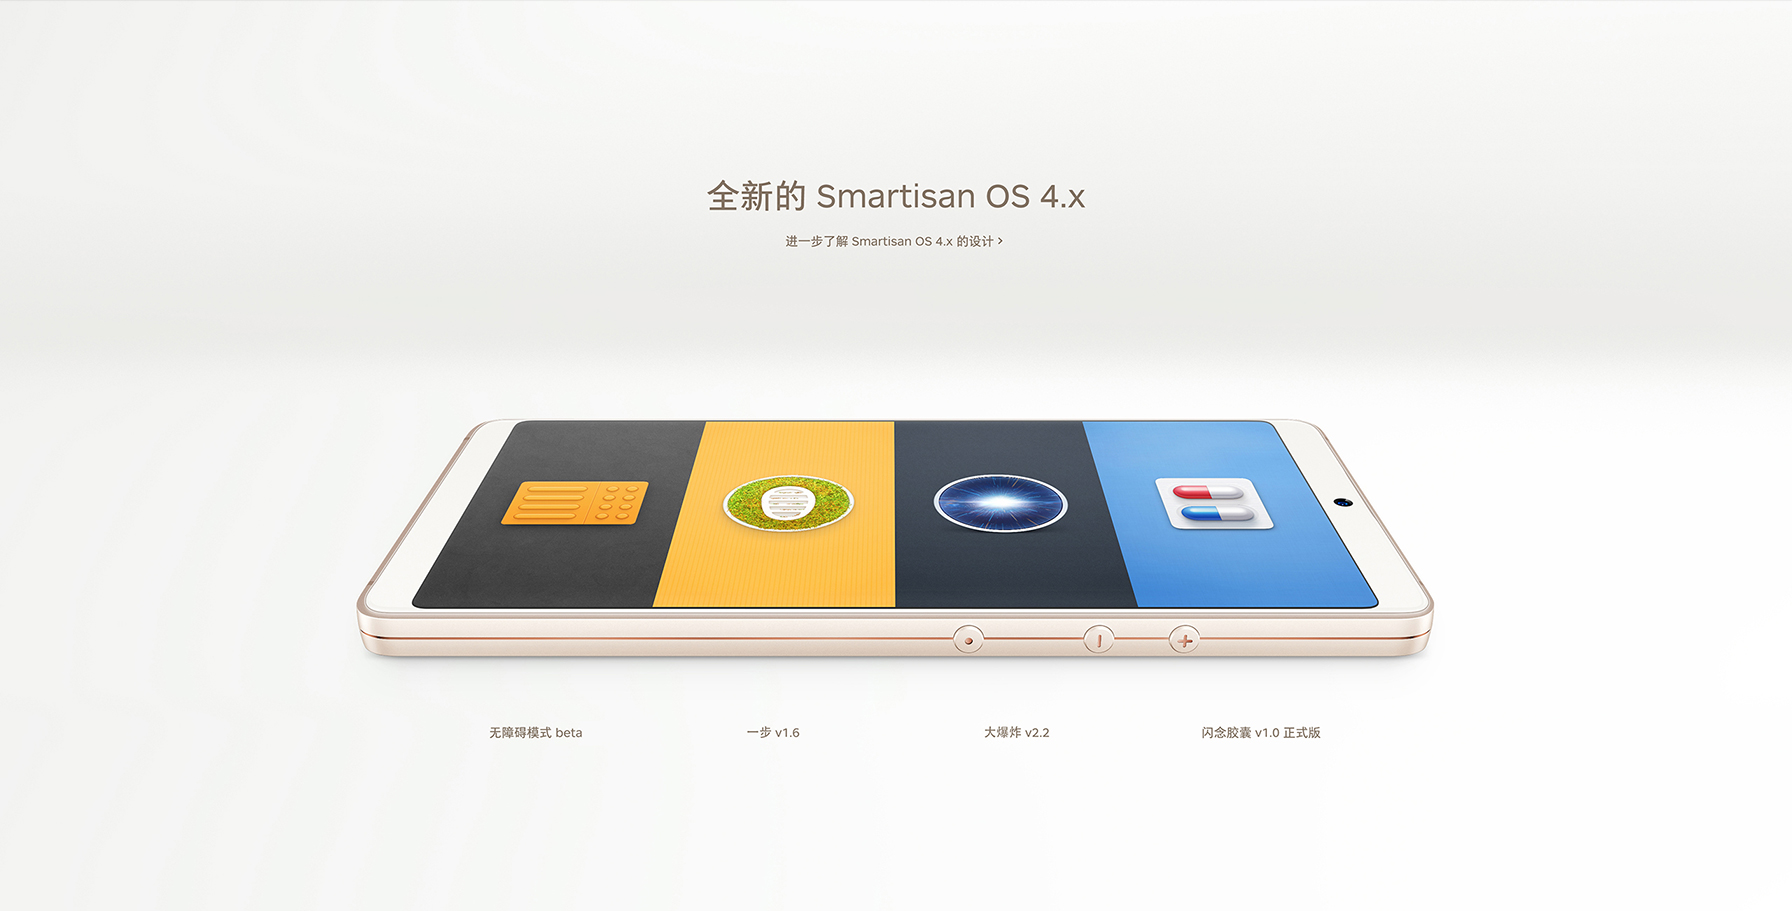 全新的 Smartisan OS 4.x
进一步了解 Smartisan OS 4.x 的设计 ›
无障碍模式 beta
一步 v1.6
大爆炸 v2.2
闪念胶囊 v1.0 正式版